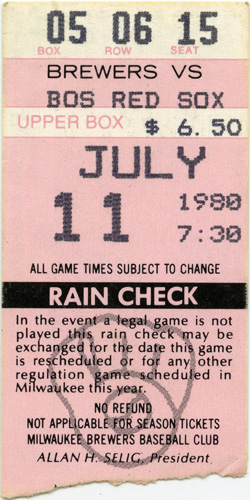 05 06 15
BOX ROW SEAT
BREWERS VS
BOS RED SOX
UPPER BOX $ 6.50
JULY
11 1980
7:30
ALL GAME TIMES SUBJECT TO CHANGE
RAIN CHECK
In the event a legal game is not
played this rain check may be
exchanged for the date this game
is rescheduled or for any other
regulation game scheduled in
Milwaukee this year.
NO REFUND
NOT APPLICABLE FOR SEASON TICKETS
MILWAUKEE BREWERS BASEBALL CLUB
ALLAN H. SELIG, President.